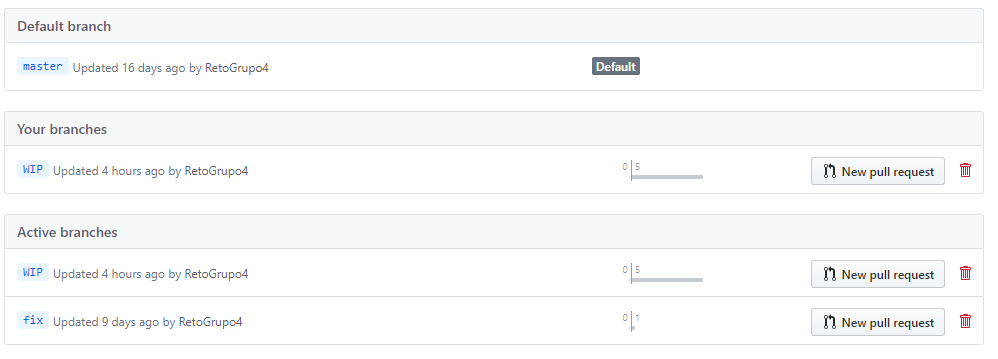 Default branch
master Updated 16 days ago by RetoGrupo4 Default
Your branches
WIP Updated 4 hours ago by RetoGrupo4 0 5 New pull request
Active branches
WIP Updated 4 hours ago by RetoGrupo4 0 5 New pull request
fix Updated 9 days ago by RetoGrupo4 0 1 New pull request